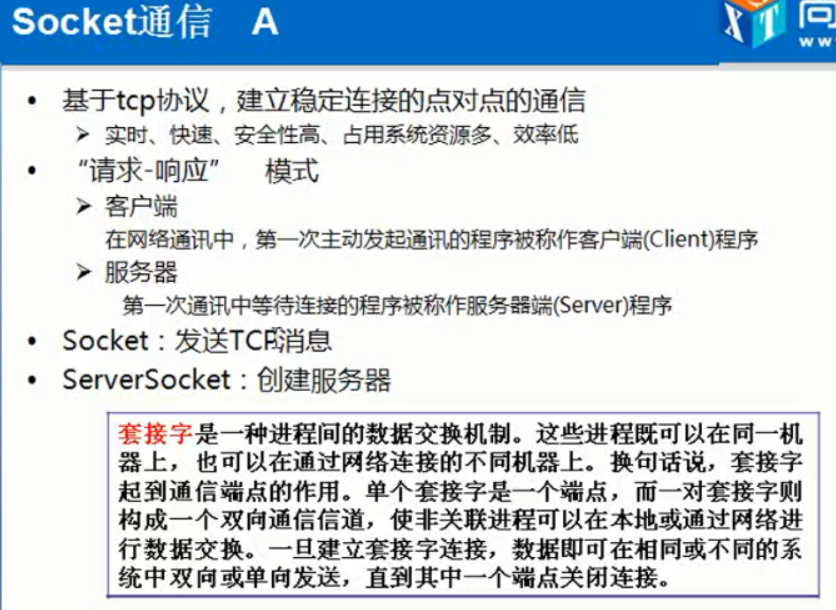 Socket通信 A
XT
• 基于tcp协议，建立稳定连接的点对点的通信
➢ 实时、快速、安全性高、占用系统资源多、效率低
• “请求-响应” 模式
➢ 客户端
在网络通讯中，第一次主动发起通讯的程序被称作客户端(Client)程序
➢ 服务器
第一次通讯中等待连接的程序被称作服务器端(Server)程序
• Socket：发送TCP消息
• ServerSocket：创建服务器
套接字是一种进程间的数据交换机制。这些进程既可以在同一机
器上，也可以在通过网络连接的不同机器上。换句话说，套接字
起到通信端点的作用。单个套接字是一个端点，而一对套接字则
构成一个双向通信信道，使非关联进程可以在本地或通过网络进
行数据交换。一旦建立套接字连接，数据即可在相同或不同的系
统中双向或单向发送，直到其中一个端点关闭连接。